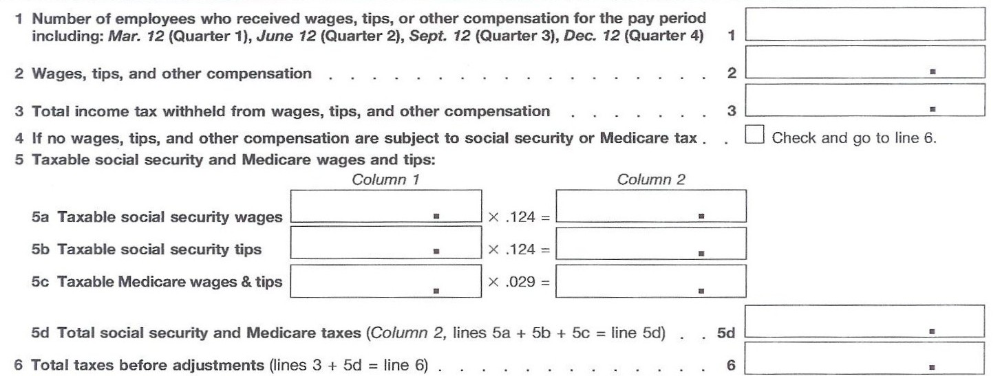 1 Number of employees who received wages, tips, or other compensation for the pay period
including: Mar. 12 (Quarter 1), June 12 (Quarter 2), Sept. 12 (Quarter 3), Dec. 12 (Quarter 4) 1
2 Wages, tips, and other compensation . . . . . . . . . . . . . . . . . . 2 .
3 Total income tax withheld from wages, tips, and other compensation . . . . . . . 3 .
4 If no wages, tips, and other compensation are subject to social security or Medicare tax . . Check and go to line 6.
5 Taxable social security and Medicare wages and tips:
Column 1 Column 2
5a Taxable social security wages . × .124 = .
5b Taxable social security tips . × .124 = .
5c Taxable Medicare wages & tips . × .029 = .
5d Total social security and Medicare taxes (Column 2, lines 5a + 5b + 5c = line 5d) . . 5d .
6 Total taxes before adjustments (lines 3 + 5d = line 6) . . . . . . . . . . . . . 6 .